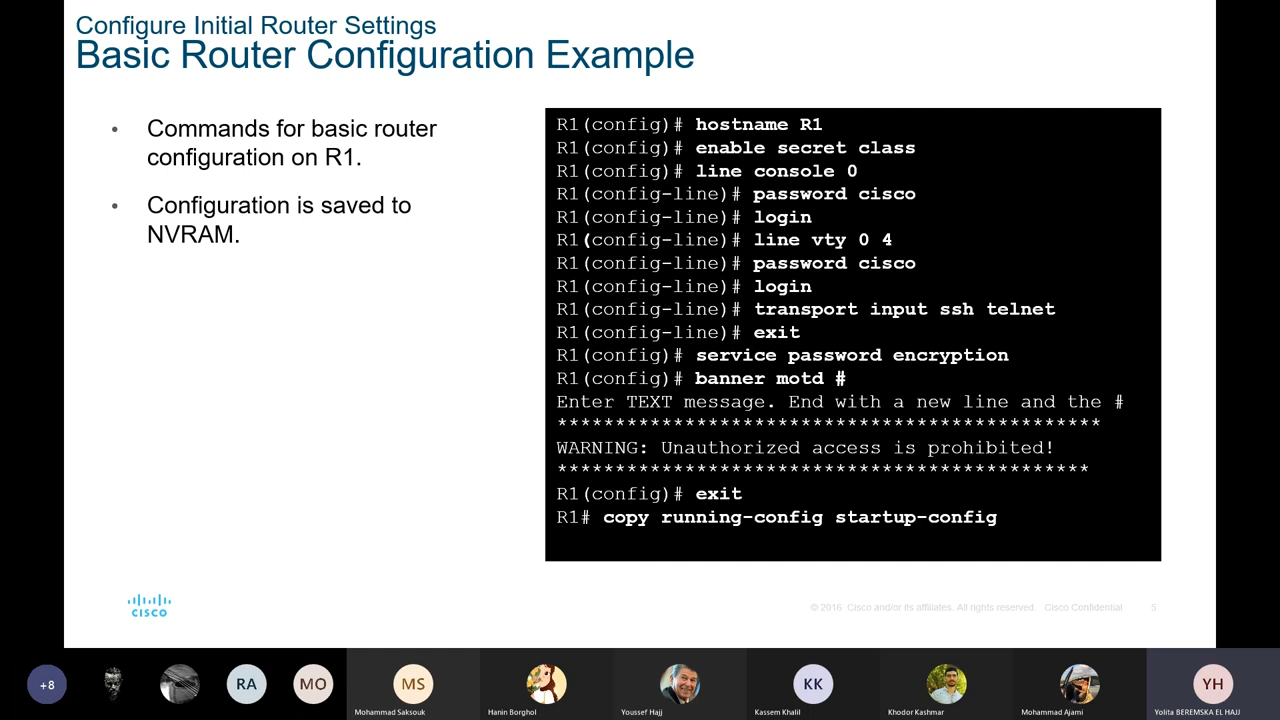 Configure Initial Router Settings
Basic Router Configuration Example
• Commands for basic router
configuration on R1.
• Configuration is saved to
NVRAM.
R1(config)# hostname R1
R1(config)# enable secret class
R1(config)# line console 0
R1(config-line)# password cisco
R1(config-line)# login
R1(config-line)# line vty 0 4
R1(config-line)# password cisco
R1(config-line)# login
R1(config-line)# transport input ssh telnet
R1(config-line)# exit
R1(config)# service password encryption
R1(config)# banner motd #
Enter TEXT message. End with a new line and the #
***********************************************
WARNING: Unauthorized access is prohibited!
**********************************************
R1(config)# exit
R1# copy running-config startup-config
CISCO
© 2016 Cisco and/or its affiliates. All rights reserved. Cisco Confidential 5
+8
RA
MO
MS
KK
YH
Mohammad Saksouk
Hanin Borghol
Youssef Hajj
Kassem Khalil
Khodor Kashmar
Mohammad Ajami
Yolita BEREMSKA EL HAJJ